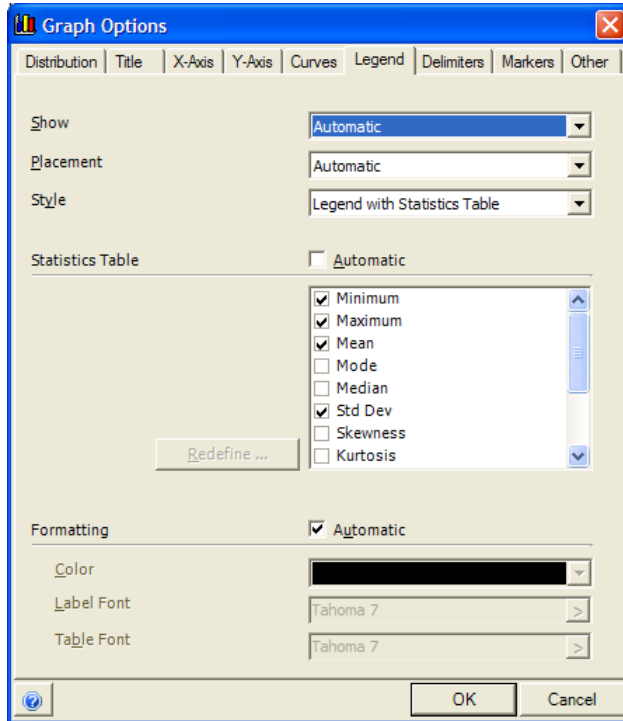 Graph Options
Distribution Title X-Axis Y-Axis Curves Legend Delimiters Markers Other
Show Automatic
Placement Automatic
Style Legend with Statistics Table
Statistics Table Automatic
Minimum
Maximum
Mean
Mode
Median
Std Dev
Skewness
Redefine ...
Kurtosis
Formatting Automatic
Color
Label Font Tahoma 7 >
Table Font Tahoma 7 >
? OK Cancel